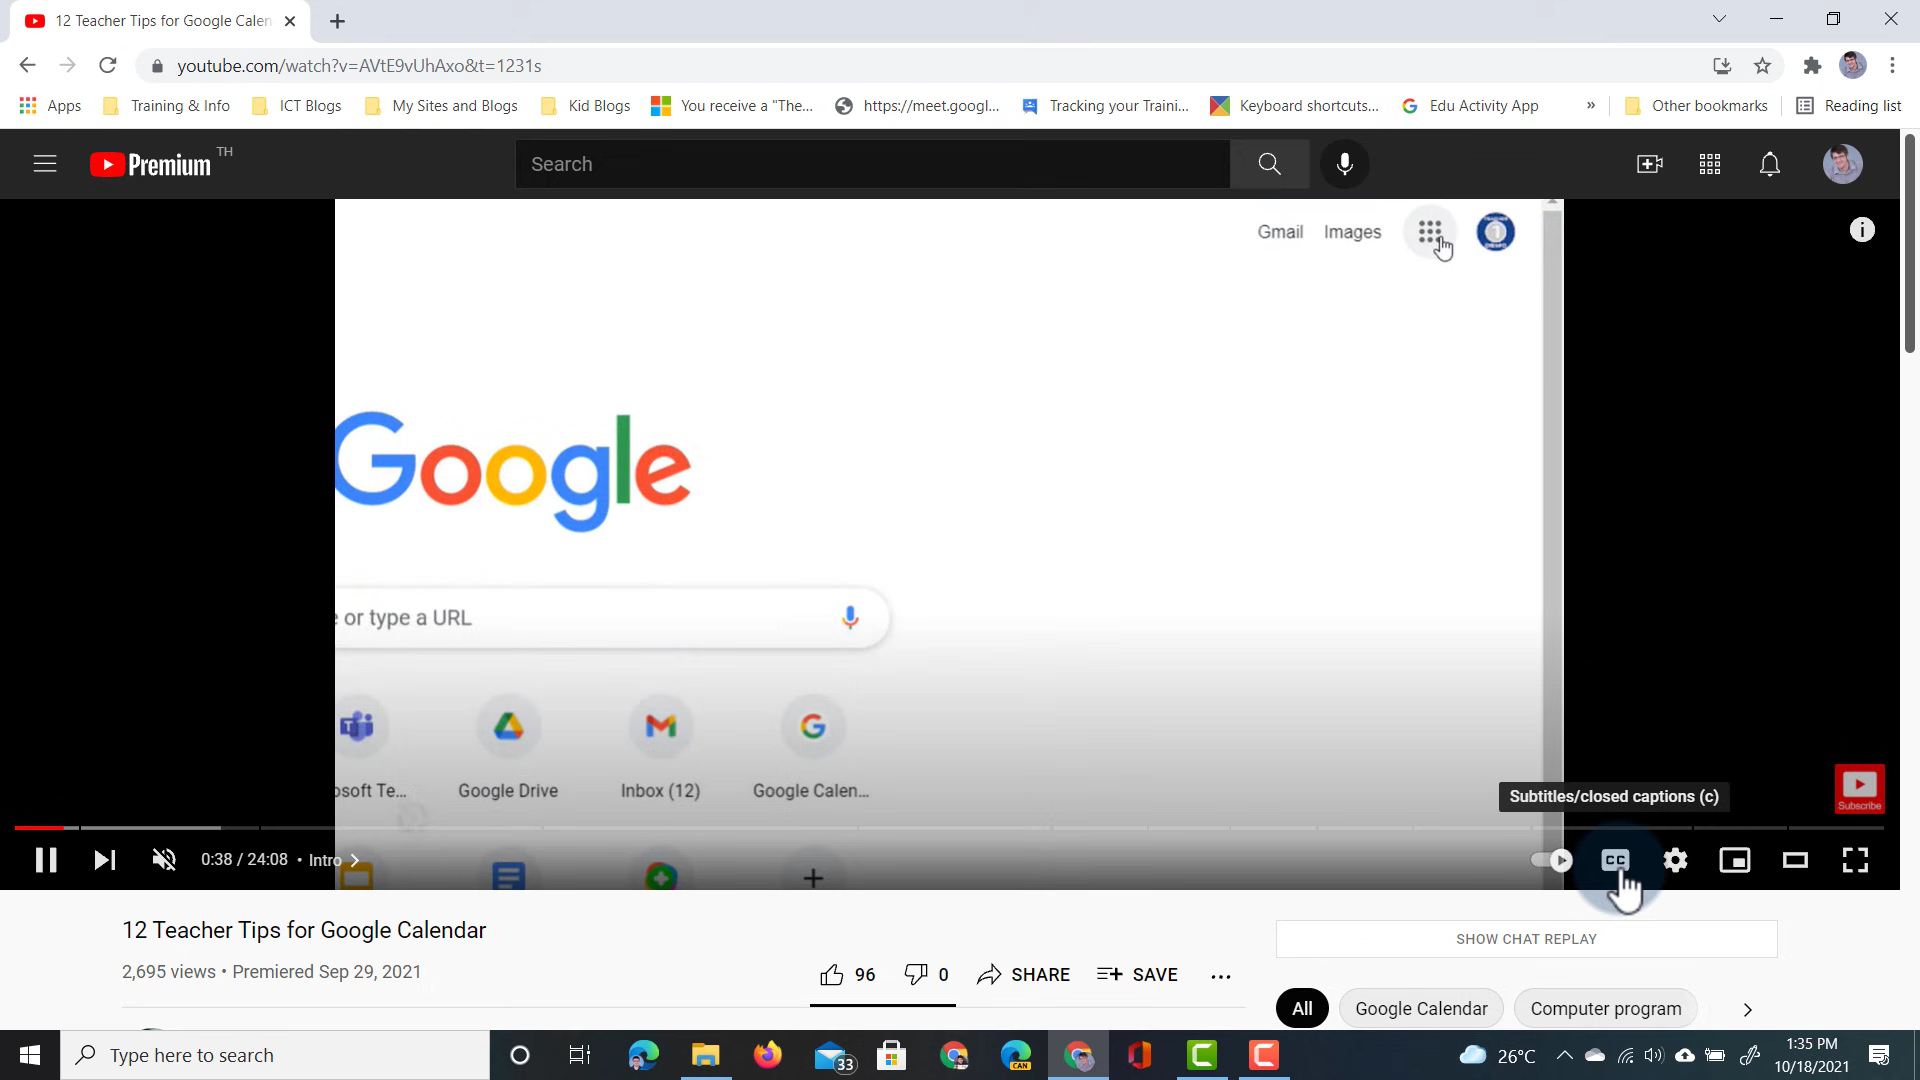 12 Teacher Tips for Google Calen
youtube.com/watch?v=AVtE9vUhAxo&t=1231s
Apps Training & Info ICT Blogs My Sites and Blogs Kid Blogs You receive a "The... https://meet.googl... Tracking your Traini... Keyboard shortcuts... Edu Activity App » Other bookmarks Reading list
Premium TH
Search
Gmail Images
Google
or type a URL
osoft Te... Google Drive Inbox (12) Google Calen...
Subtitles/closed captions (c)
Subscribe
0:38 / 24:08 • Intro
CC
12 Teacher Tips for Google Calendar
2,695 views • Premiered Sep 29, 2021
96 0 SHARE SAVE ...
SHOW CHAT REPLAY
All Google Calendar Computer program
Type here to search
33
CAN
26°C
1:35 PM
10/18/2021